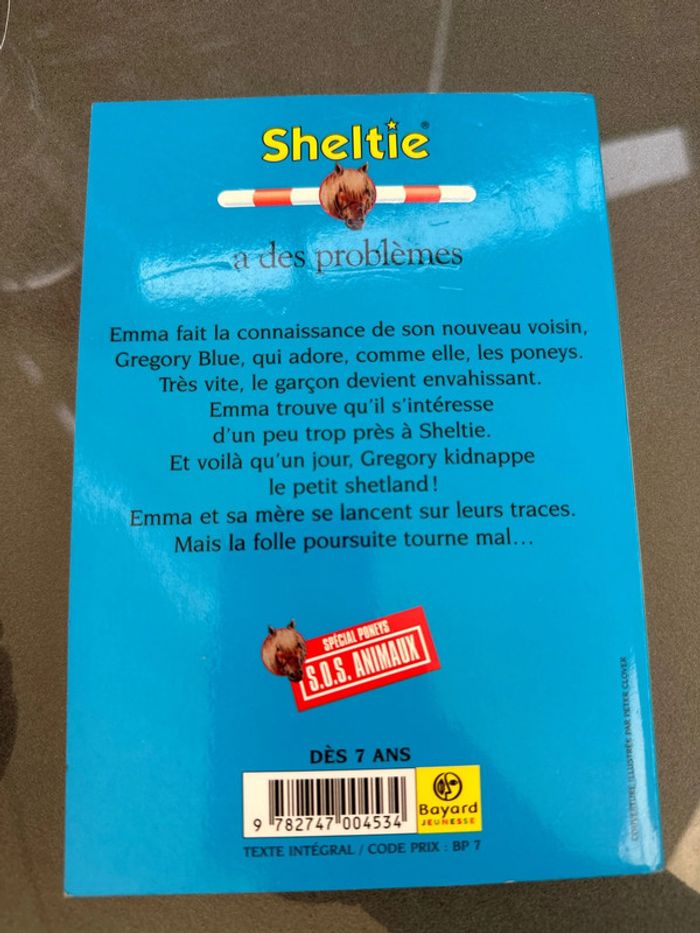 Sheltie®
a des problèmes
Emma fait la connaissance de son nouveau voisin,
Gregory Blue, qui adore, comme elle, les poneys.
Très vite, le garçon devient envahissant.
Emma trouve qu'il s'intéresse
d'un peu trop près à Sheltie.
Et voilà qu'un jour, Gregory kidnappe
le petit shetland !
Emma et sa mère se lancent sur leurs traces.
Mais la folle poursuite tourne mal...
SPÉCIAL PONEYS
S.O.S. ANIMAUX
COUVERTURE ILLUSTRÉE PAR PETER CLOVER
DÈS 7 ANS
9 782747 004534
Bayard
JEUNESSE
TEXTE INTÉGRAL / CODE PRIX : BP 7